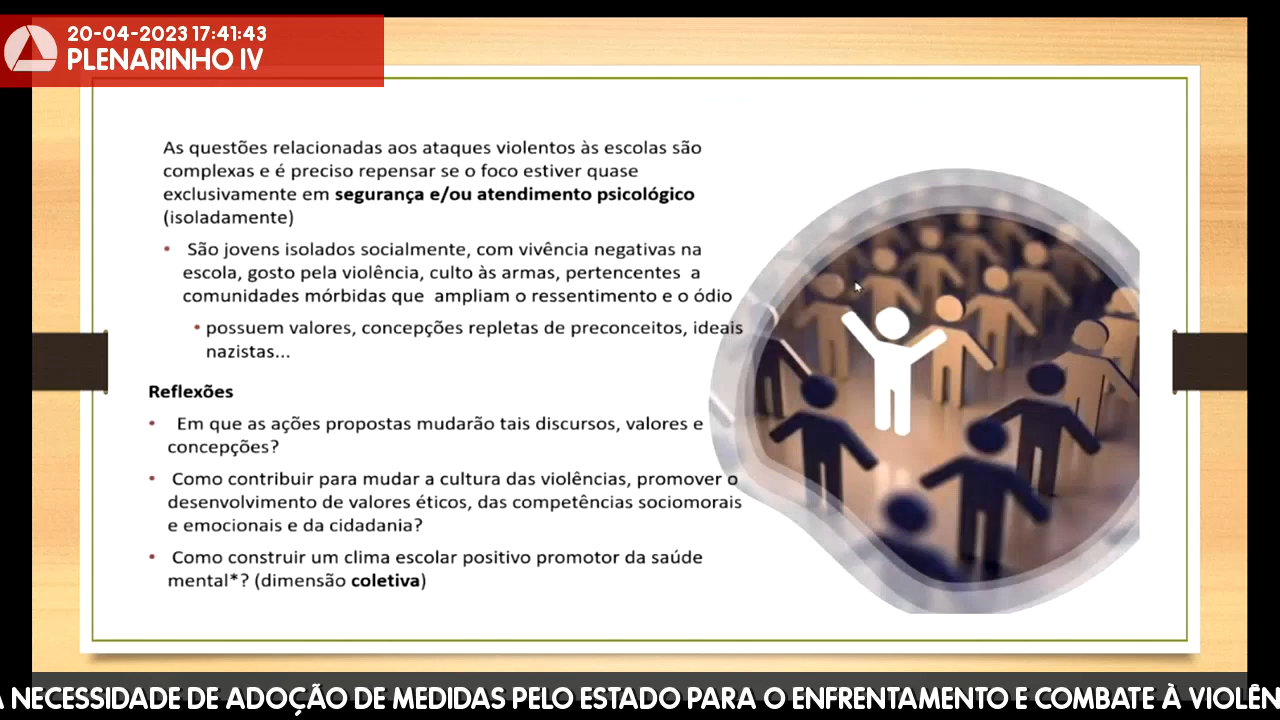 20-04-2023 17:41:43
PLENARINHO IV
As questões relacionadas aos ataques violentos às escolas são
complexas e é preciso repensar se o foco estiver quase
exclusivamente em segurança e/ou atendimento psicológico
(isoladamente)
• São jovens isolados socialmente, com vivência negativas na
escola, gosto pela violência, culto às armas, pertencentes a
comunidades mórbidas que ampliam o ressentimento e o ódio
• possuem valores, concepções repletas de preconceitos, ideais
nazistas...
Reflexões
• Em que as ações propostas mudarão tais discursos, valores e
concepções?
• Como contribuir para mudar a cultura das violências, promover o
desenvolvimento de valores éticos, das competências sociomorais
e emocionais e da cidadania?
• Como construir um clima escolar positivo promotor da saúde
mental*? (dimensão coletiva)
A NECESSIDADE DE ADOÇÃO DE MEDIDAS PELO ESTADO PARA O ENFRENTAMENTO E COMBATE À